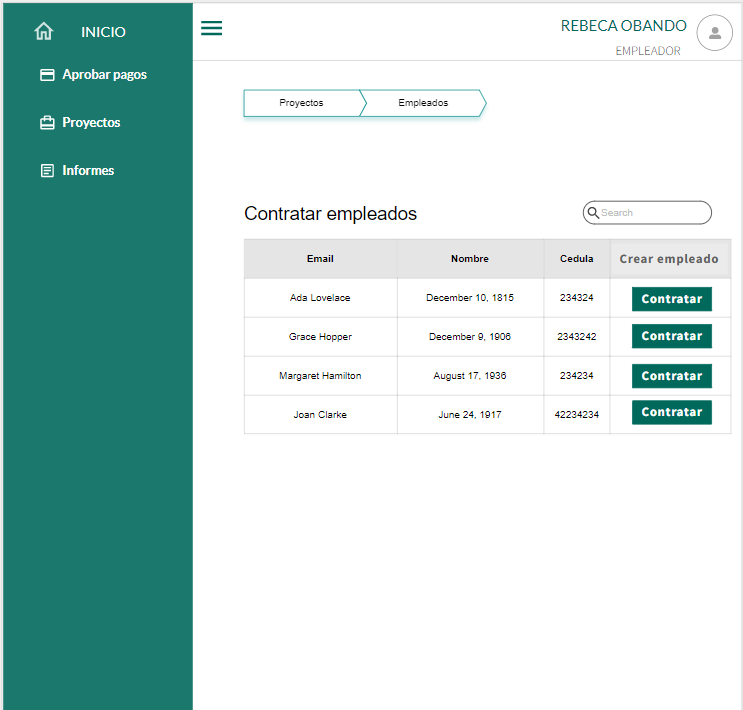 INICIO
Aprobar pagos
Proyectos
Informes
REBECA OBANDO
EMPLEADOR
Proyectos Empleados
Contratar empleados
Search
Email Nombre Cedula Crear empleado
Ada Lovelace December 10, 1815 234324 Contratar
Grace Hopper December 9, 1906 2343242 Contratar
Margaret Hamilton August 17, 1936 234234 Contratar
Joan Clarke June 24, 1917 42234234 Contratar